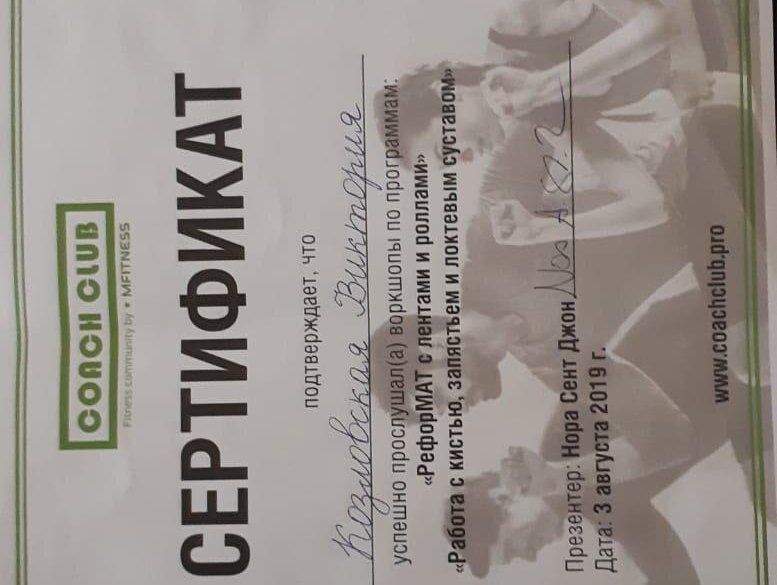 COACH CLUB
Fitness community by • MFITNESS
СЕРТИФИКАТ
подтверждает, что
Козловская Виктория
успешно прослушал(а) воркшопы по программам:
«РеформМАТ с лентами и роллами»
«Работа с кистью, запястьем и локтевым суставом»
Презентер: Нора Сент Джон
Дата: 3 августа 2019 г.
www.coachclub.pro